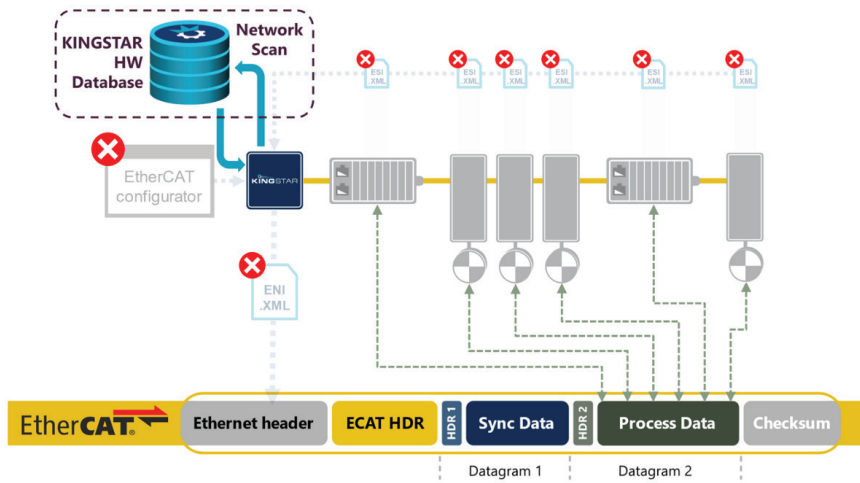 KINGSTAR
HW
Database
Network
Scan
ESI
.XML
ESI
.XML
ESI
.XML
ESI
.XML
ESI
.XML
ESI
.XML
EtherCAT
configurator
KINGSTAR
ENI
.XML
EtherCAT®
Ethernet header
ECAT HDR
HDR 1
Sync Data
HDR 2
Process Data
Checksum
Datagram 1
Datagram 2